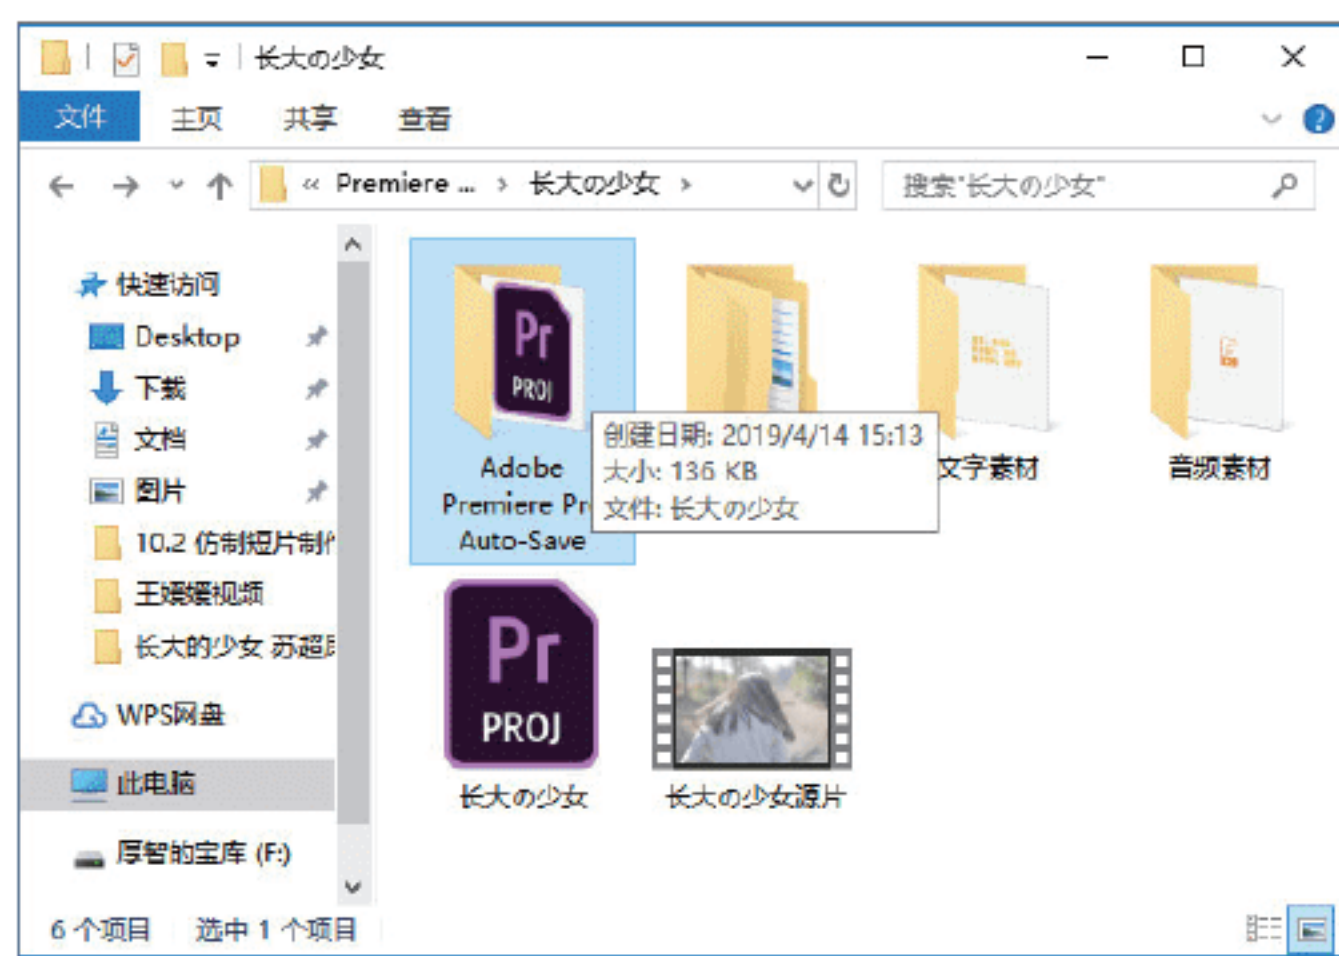 长大の少女
文件 主页 共享 查看
« Premiere ... › 长大の少女 ›
搜索"长大の少女"
快速访问
Desktop
下载
文档
图片
10.2 仿制短片制作
王媛媛视频
长大的少女 苏超
WPS网盘
此电脑
厚智的宝库 (F:)
Pr
PROJ
Adobe
Premiere Pr
Auto-Save
创建日期: 2019/4/14 15:13
大小: 136 KB
文件: 长大の少女
文字素材
音频素材
Pr
PROJ
长大の少女
长大の少女源片
6 个项目 选中 1 个项目